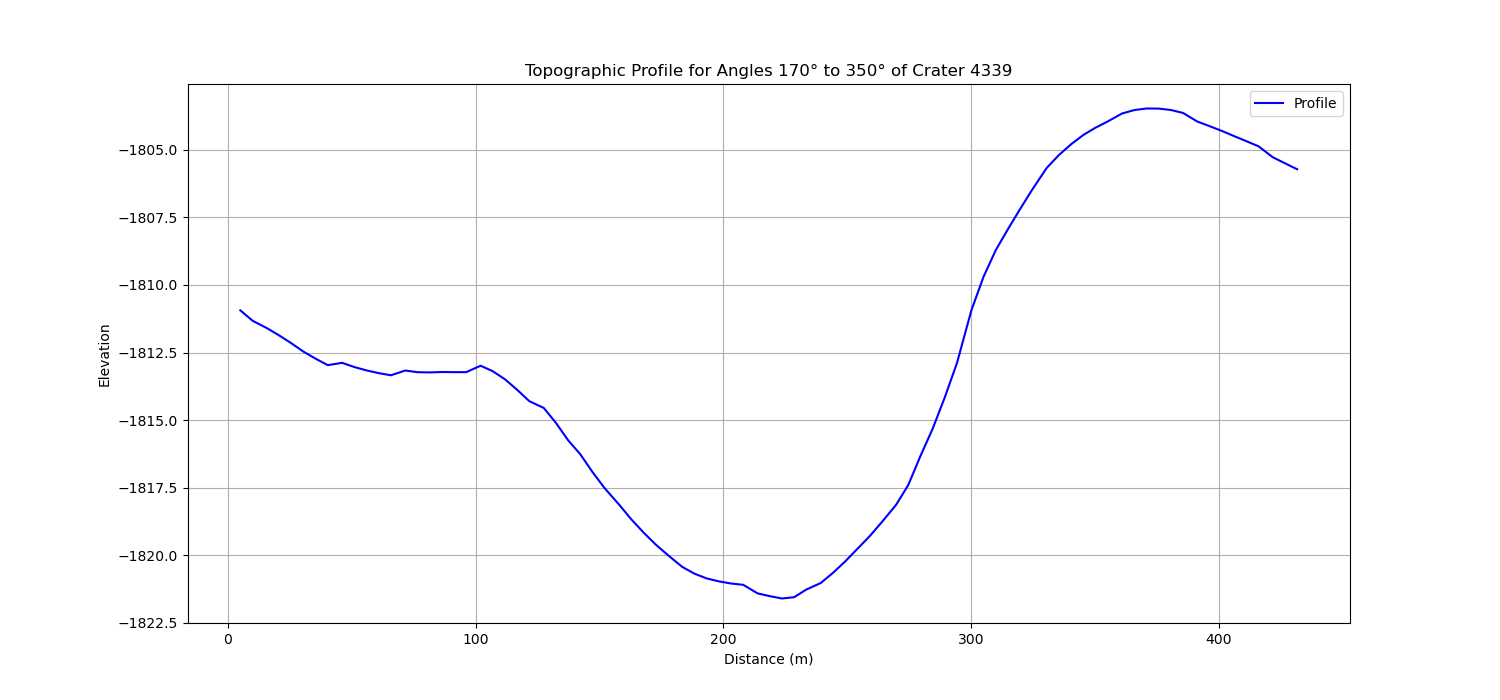 Topographic Profile for Angles 170° to 350° of Crater 4339
Profile
Elevation
−1805.0
−1807.5
−1810.0
−1812.5
−1815.0
−1817.5
−1820.0
−1822.5
0 100 200 300 400
Distance (m)